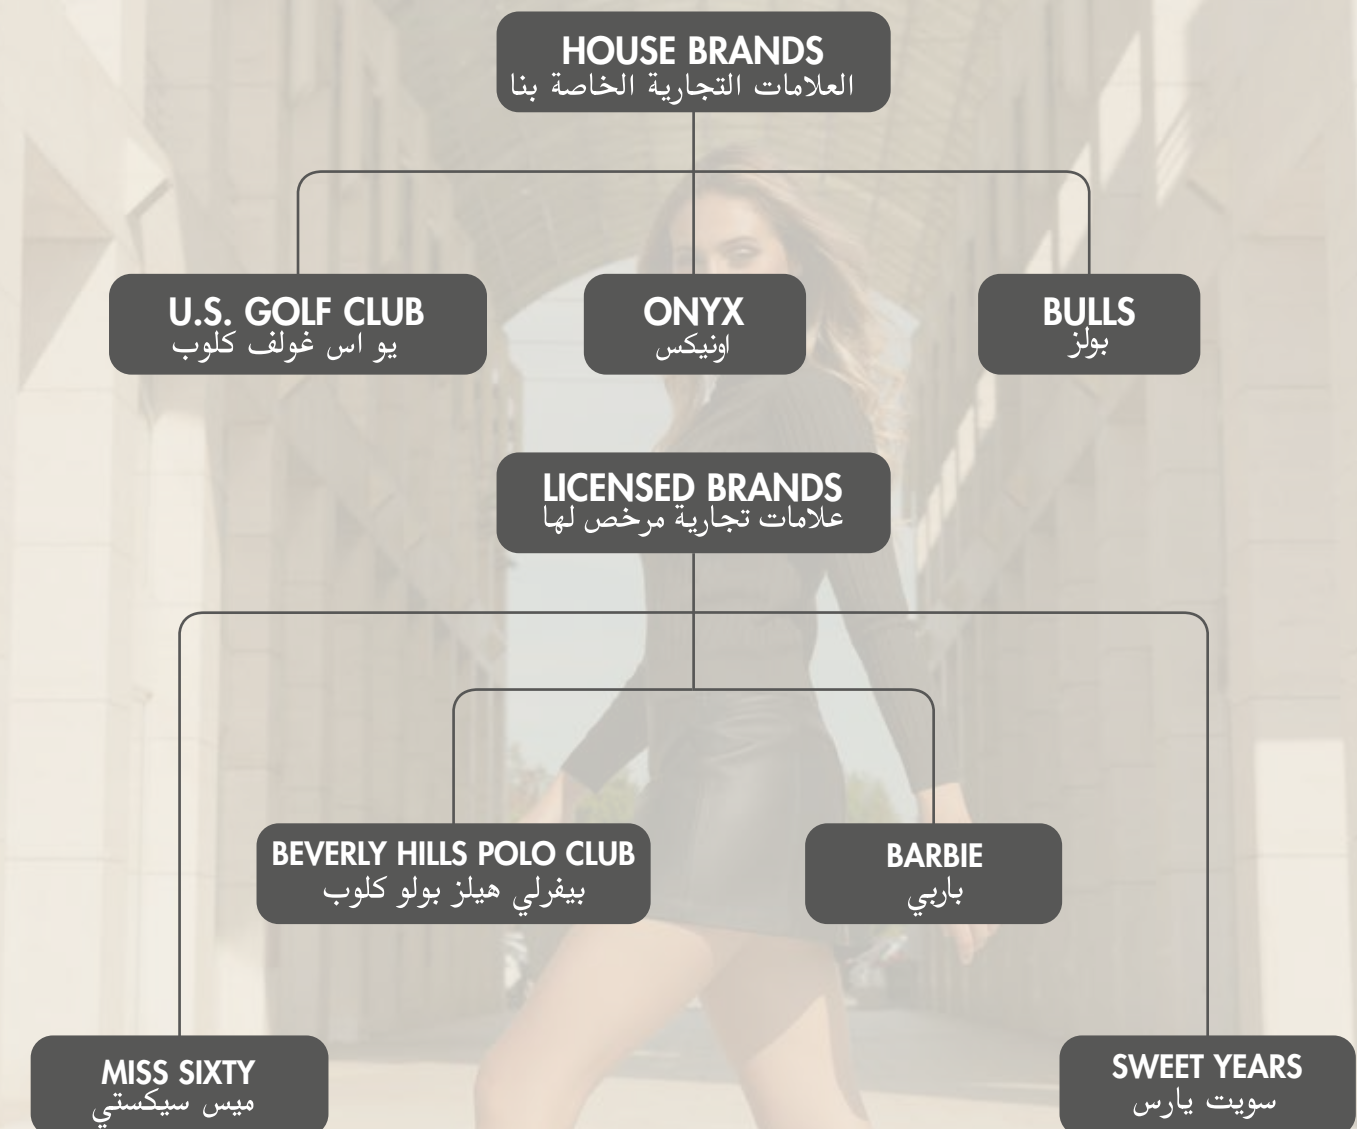 HOUSE BRANDS
العلامات التجارية الخاصة بنا
U.S. GOLF CLUB
يو اس غولف كلوب
ONYX
اونيكس
BULLS
بولز
LICENSED BRANDS
علامات تجارية مرخص لها
BEVERLY HILLS POLO CLUB
بيفرلي هيلز بولو كلوب
BARBIE
باربي
MISS SIXTY
ميس سيكستي
SWEET YEARS
سويت يارس